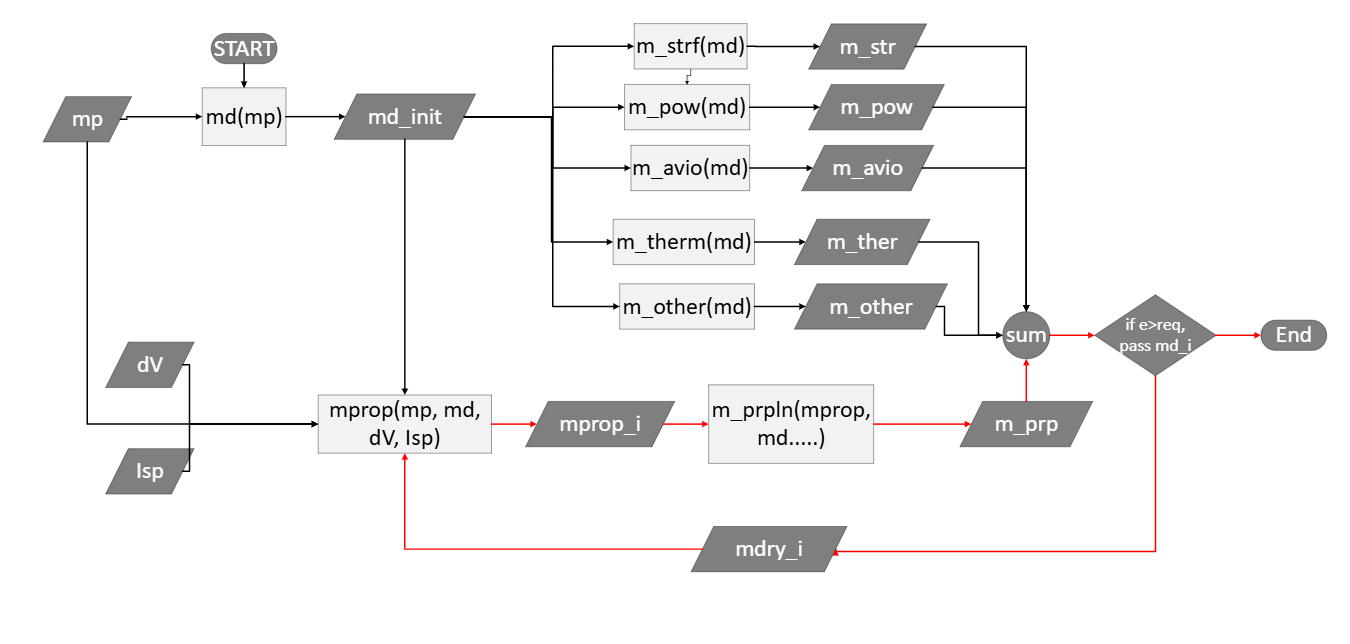 START
mp
md(mp)
md_init
m_strf(md)
m_str
m_pow(md)
m_pow
m_avio(md)
m_avio
m_therm(md)
m_ther
m_other(md)
m_other
sum
if e>req,
pass md_i
End
dV
Isp
mprop(mp, md,
dV, Isp)
mprop_i
m_prpln(mprop,
md.....)
m_prp
mdry_i